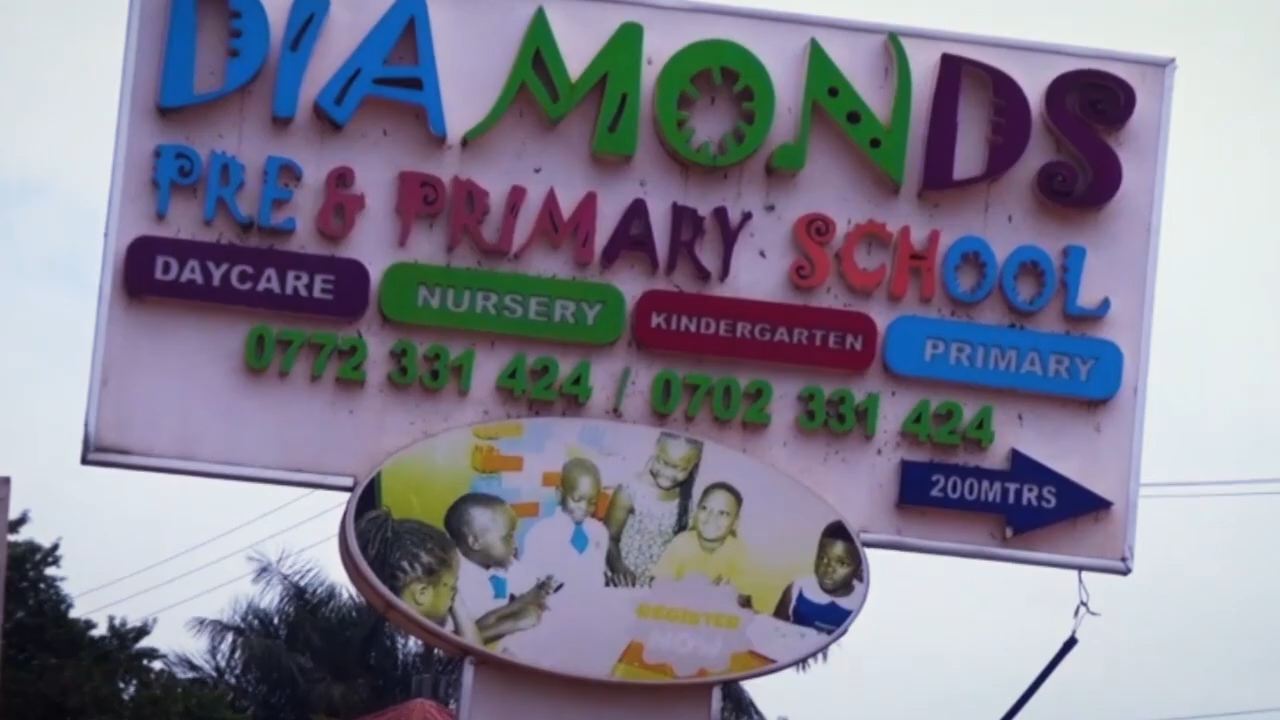 DIAMONDS
PRE & PRIMARY SCHOOL
DAYCARE NURSERY KINDERGARTEN PRIMARY
0772 331 424 / 0702 331 424
200MTRS
REGISTER
NOW